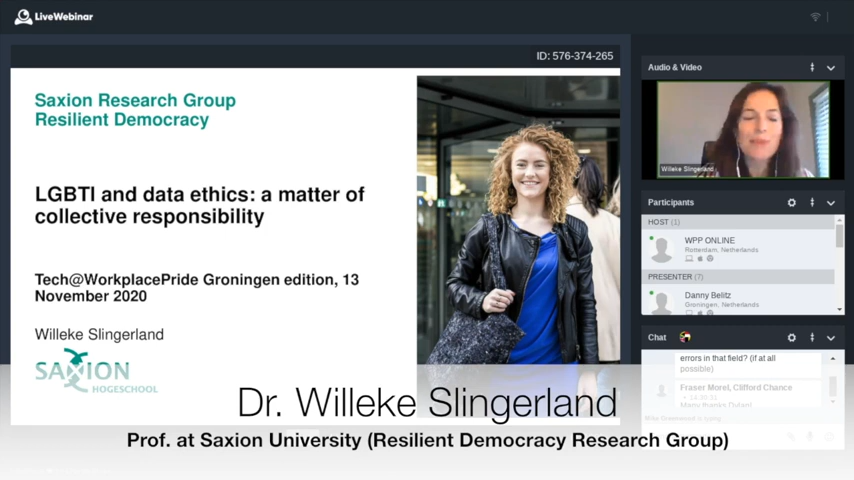 LiveWebinar
ID: 576-374-265
Saxion Research Group
Resilient Democracy
LGBTI and data ethics: a matter of
collective responsibility
Tech@WorkplacePride Groningen edition, 13
November 2020
Willeke Slingerland
SAXION
HOGESCHOOL
Audio & Video
Willeke Slingerland
Participants
HOST (1)
WPP ONLINE
Rotterdam, Netherlands
PRESENTER (7)
Danny Belitz
Groningen, Netherlands
Chat
errors in that field? (if at all
possible)
Fraser Morel, Clifford Chance
Many thanks Dylan!
Dr. Willeke Slingerland
Prof. at Saxion University (Resilient Democracy Research Group)